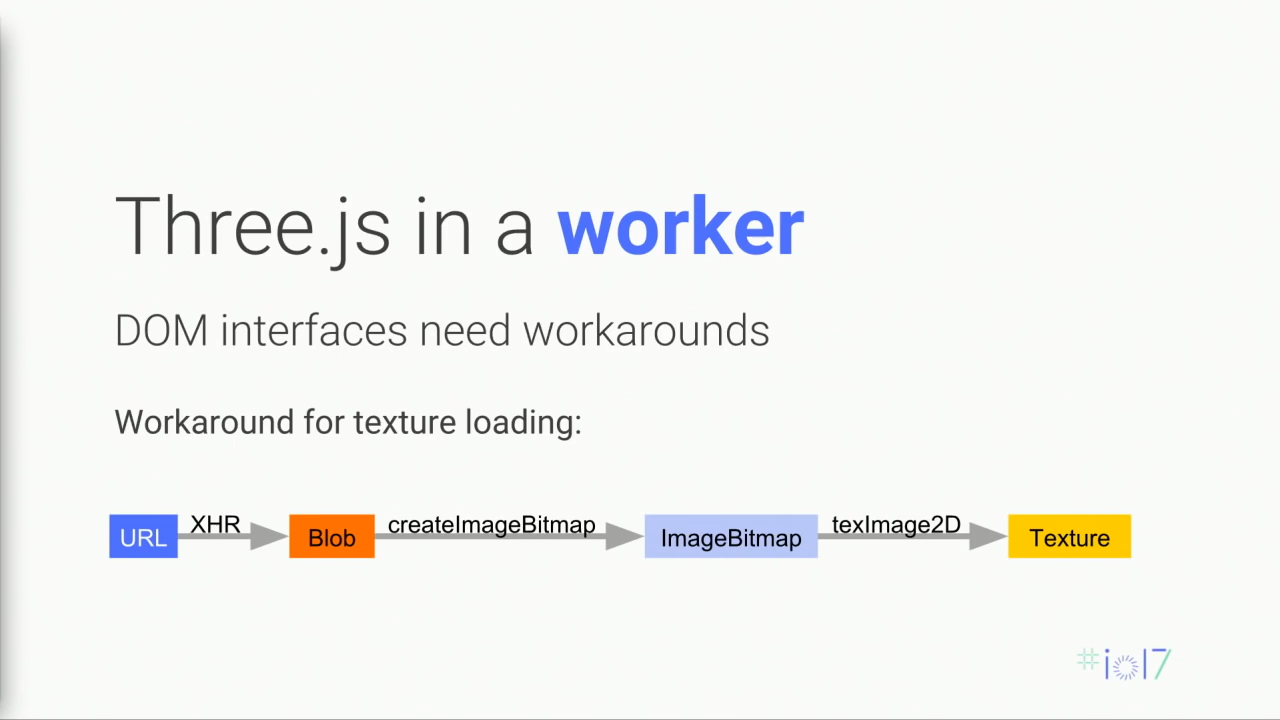 Three.js in a worker
DOM interfaces need workarounds
Workaround for texture loading:
URL XHR Blob createImageBitmap ImageBitmap texImage2D Texture
#io17